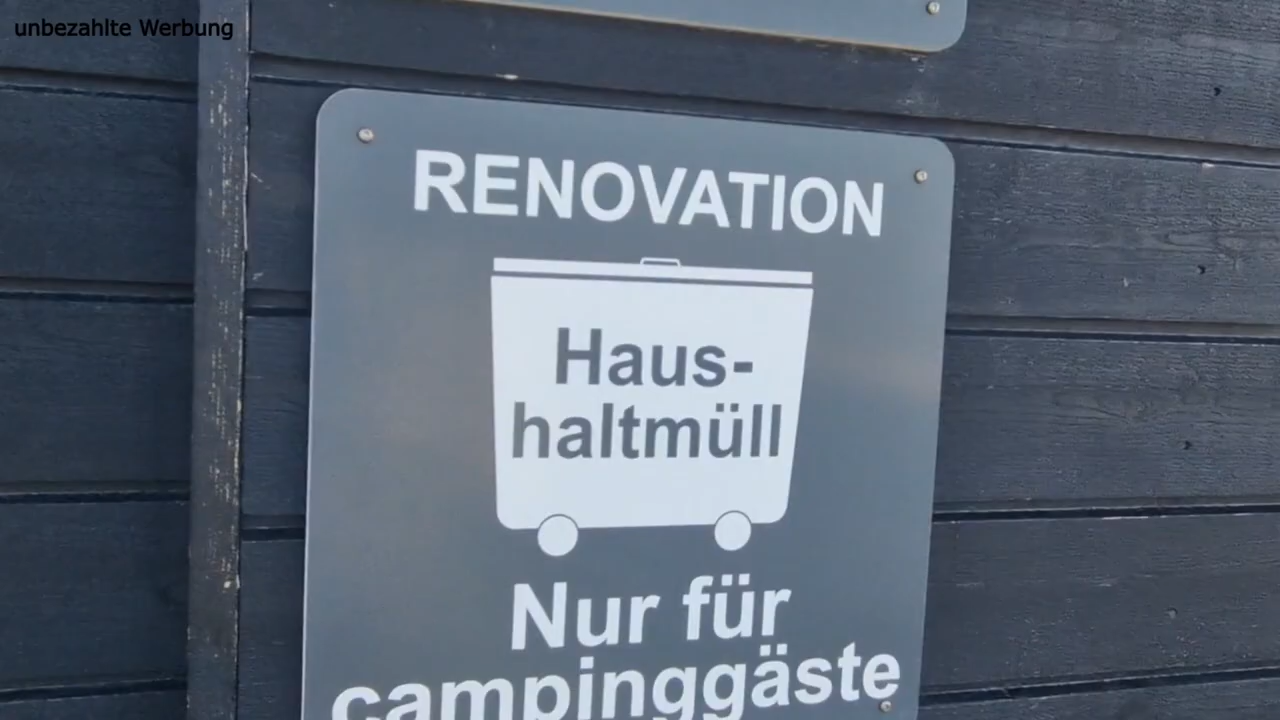 unbezahlte Werbung
RENOVATION
Haus-
haltmüll
Nur für
campinggäste